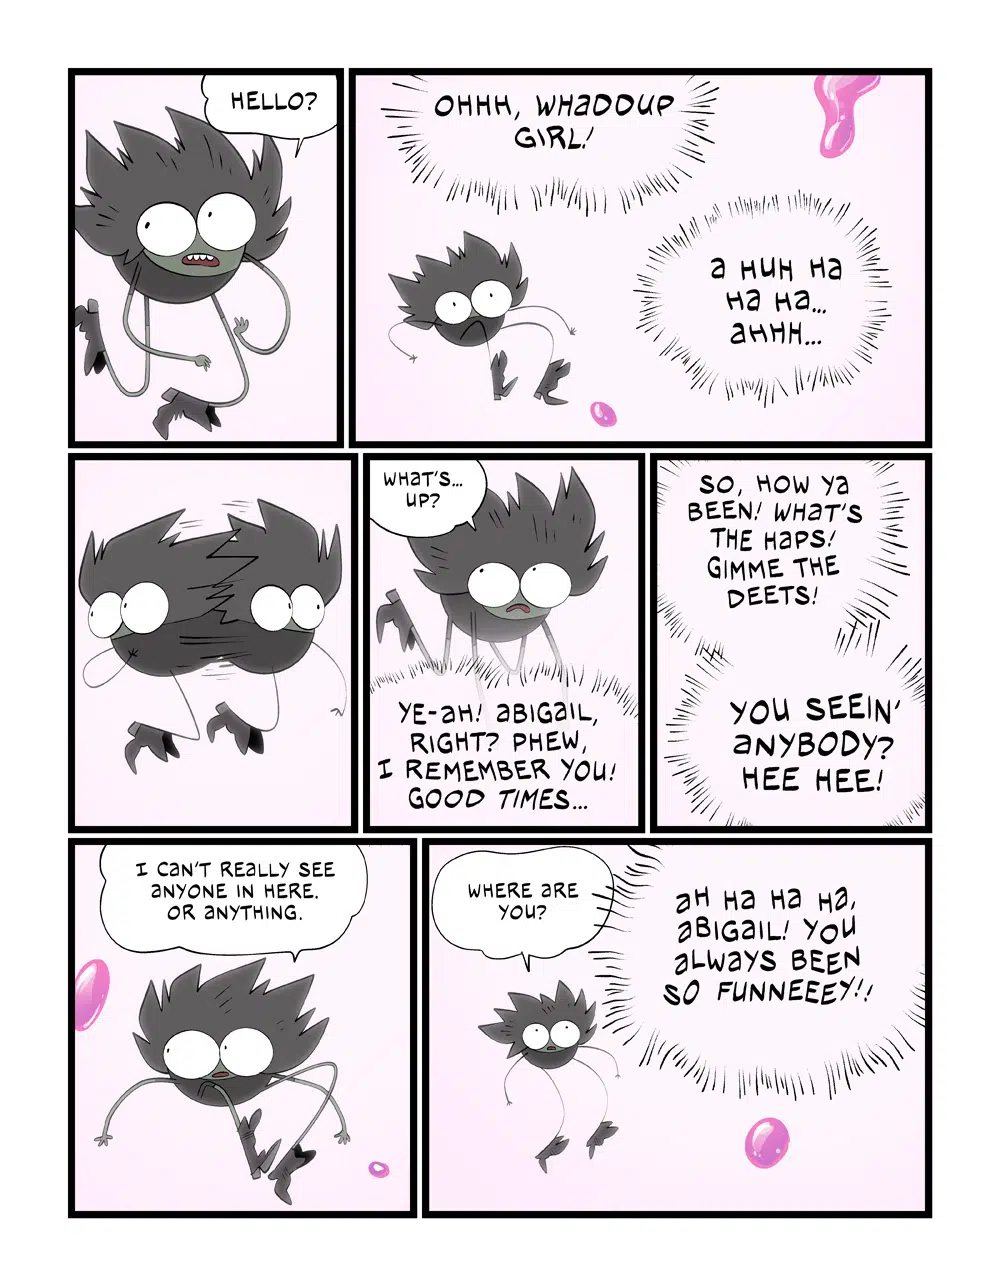 HELLO?
OHHH, WHADDUP
GIRL!
A HUH HA
HA HA...
AHHH...
WHAT'S...
UP?
YE-AH! ABIGAIL,
RIGHT? PHEW,
I REMEMBER YOU!
GOOD TIMES...
SO, HOW YA
BEEN! WHAT'S
THE HAPS!
GIMME THE
DEETS!
YOU SEEIN'
ANYBODY?
HEE HEE!
I CAN'T REALLY SEE
ANYONE IN HERE.
OR ANYTHING.
WHERE ARE
YOU?
AH HA HA HA,
ABIGAIL! YOU
ALWAYS BEEN
SO FUNNEEEY!!